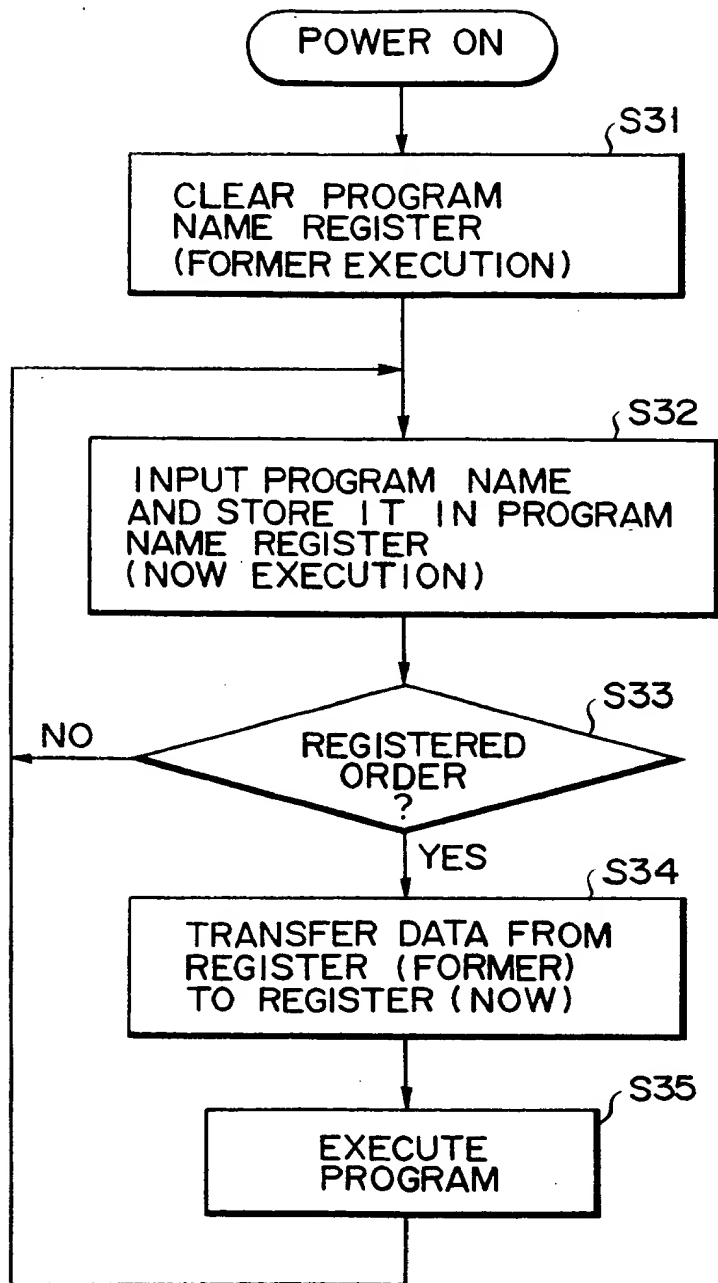 POWER ON
S31
CLEAR PROGRAM
NAME REGISTER
(FORMER EXECUTION)
S32
INPUT PROGRAM NAME
AND STORE IT IN PROGRAM
NAME REGISTER
(NOW EXECUTION)
S33
NO
REGISTERED
ORDER
?
YES
S34
TRANSFER DATA FROM
REGISTER (FORMER)
TO REGISTER (NOW)
S35
EXECUTE
PROGRAM